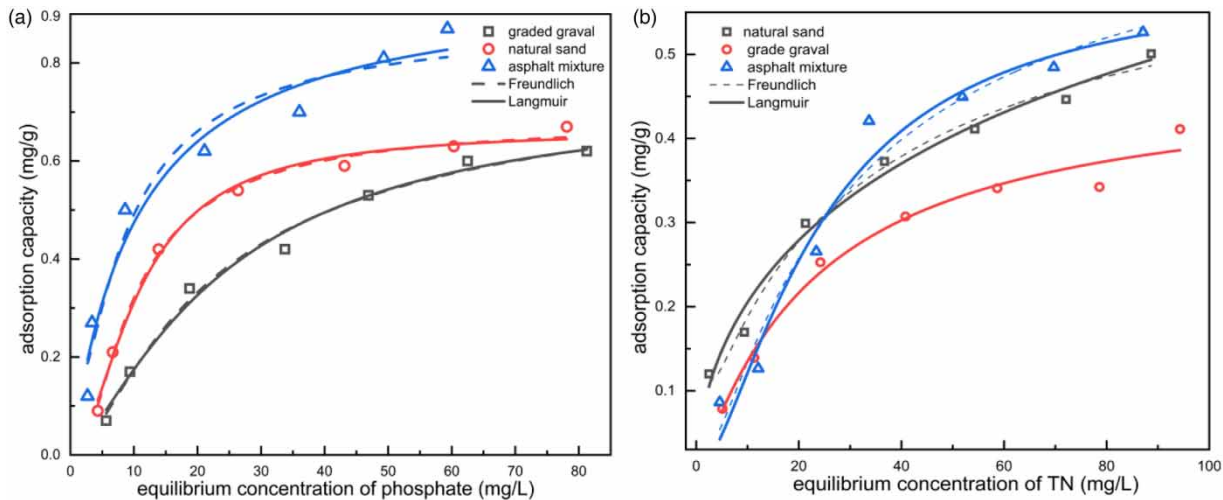 (a)
graded graval
natural sand
asphalt mixture
Freundlich
Langmuir
0.9
0.8
0.6
0.4
0.2
0.0
adsorption capacity (mg/g)
0 10 20 30 40 50 60 70 80
equilibrium concentration of phosphate (mg/L)
(b)
natural sand
grade graval
asphalt mixture
Freundlich
Langmuir
0.5
0.4
0.3
0.2
0.1
adsorption capacity (mg/g)
0 20 40 60 80 100
equilibrium concentration of TN (mg/L)